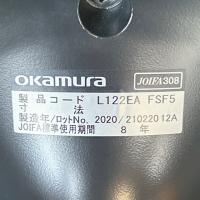 okamura JOIFA308
製品コード L122EA FSF5
寸法
製造年/ロットNo. 2020/21022012A
JOIFA標準使用期間 8年